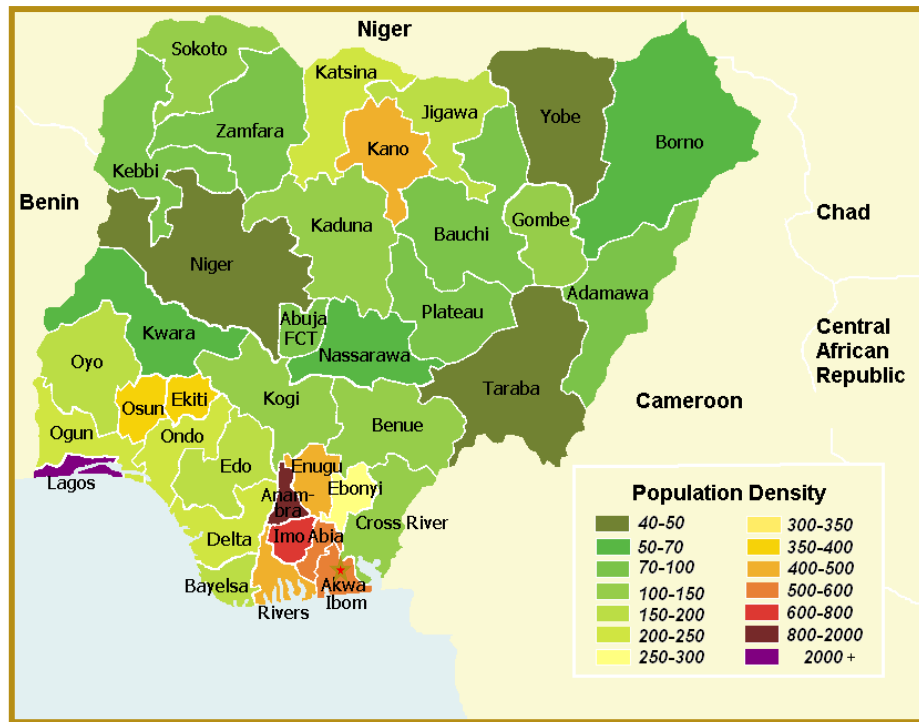 Niger
Sokoto
Katsina
Jigawa
Yobe
Zamfara
Borno
Kano
Kebbi
Benin
Chad
Gombe
Kaduna
Bauchi
Niger
Adamawa
Plateau
Abuja
FCT
Kwara
Nassarawa
Central
African
Republic
Oyo
Taraba
Cameroon
Osun
Ekiti
Kogi
Benue
Ogun
Ondo
Edo
Enugu
Lagos
Ebonyi
Anam-
bra
Cross River
Imo
Abia
Delta
Bayelsa
Akwa
Ibom
Rivers
Population Density
40-50
50-70
70-100
100-150
150-200
200-250
250-300
300-350
350-400
400-500
500-600
600-800
800-2000
2000 +